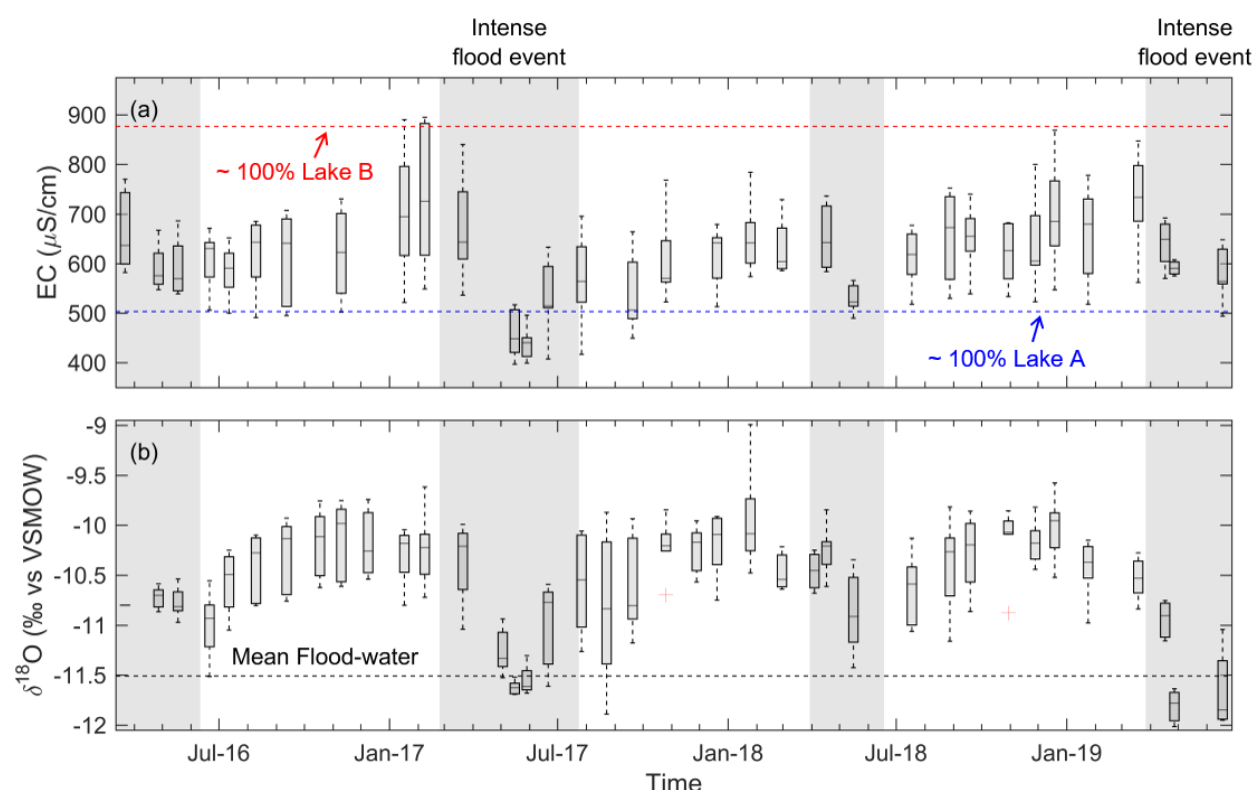 Intense
flood event
Intense
flood event
(a)
900
800
700
600
500
400
EC (μS/cm)
~ 100% Lake B
~ 100% Lake A
(b)
-9
-9.5
-10
-10.5
-11
-11.5
-12
δ18O (‰ vs VSMOW)
Mean Flood-water
Jul-16 Jan-17 Jul-17 Jan-18 Jul-18 Jan-19
Time